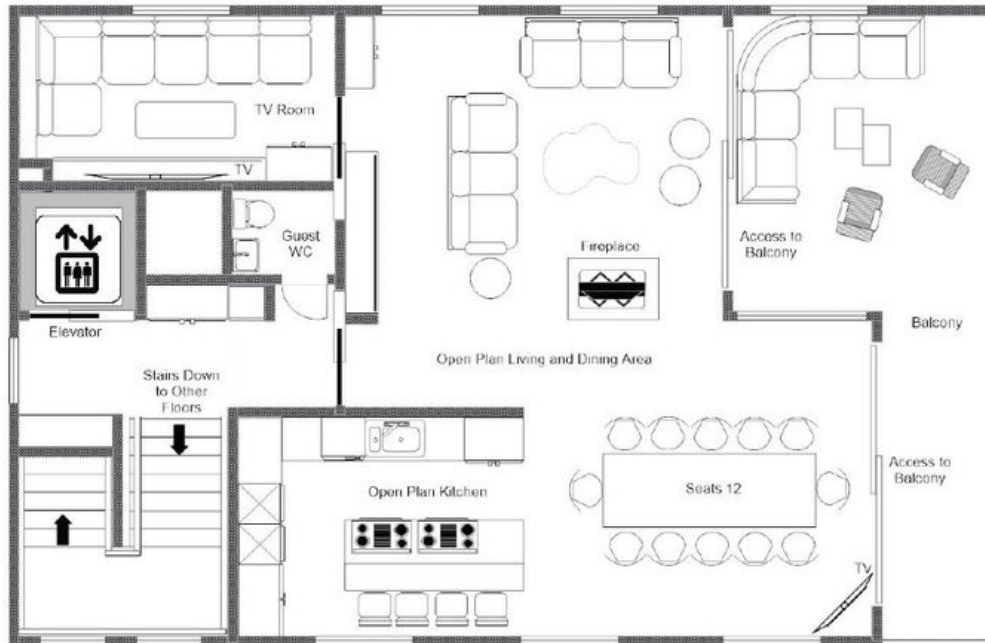 TV Room
TV
Guest
WC
Elevator
Fireplace
Access to
Balcony
Balcony
Open Plan Living and Dining Area
Stairs Down
to Other
Floors
Open Plan Kitchen
Seats 12
Access to
Balcony
TV